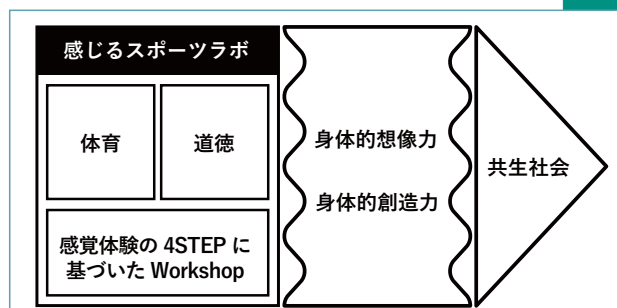 感じるスポーツラボ
体育
道徳
感覚体験の 4STEP に
基づいた Workshop
身体的想像力
身体的創造力
共生社会